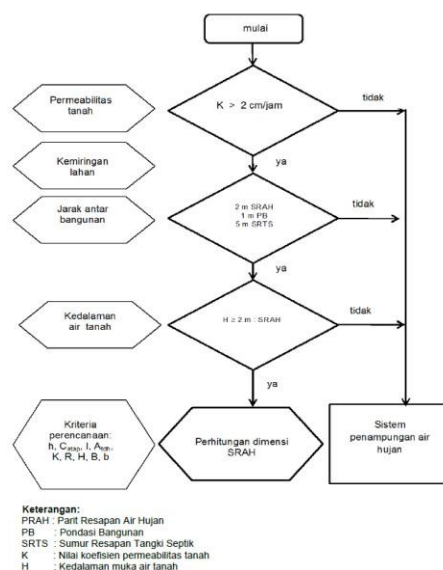 mulai
Permeabilitas
tanah
K > 2 cm/jam
tidak
Kemiringan
lahan
ya
Jarak antar
bangunan
2 m SRAH
1 m PB
5 m SRTS
tidak
ya
Kedalaman
air tanah
H ≥ 2 m : SRAH
tidak
ya
Kriteria
perencanaan:
K, R, H, B, b
Perhitungan dimensi
SRAH
Sistem
penampungan air
hujan
Keterangan:
PRAH : Parit Resapan Air Hujan
PB : Pondasi Bangunan
SRTS : Sumur Resapan Tangki Septik
K : Nilai koefisien permeabilitas tanah
H : Kedalaman muka air tanah